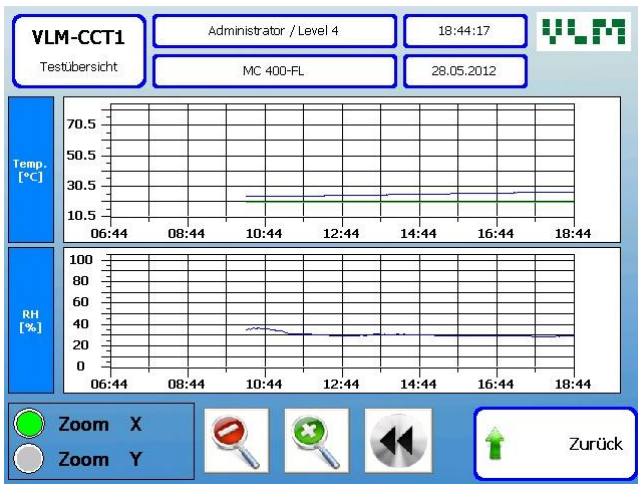 VLM-CCT1
Testübersicht
Administrator / Level 4
18:44:17
VLM
MC 400-FL
28.05.2012
Temp.
[°C]
70.5
50.5
30.5
10.5
06:44 08:44 10:44 12:44 14:44 16:44 18:44
RH
[%]
100
80
60
40
20
0
06:44 08:44 10:44 12:44 14:44 16:44 18:44
Zoom X
Zoom Y
Zurück